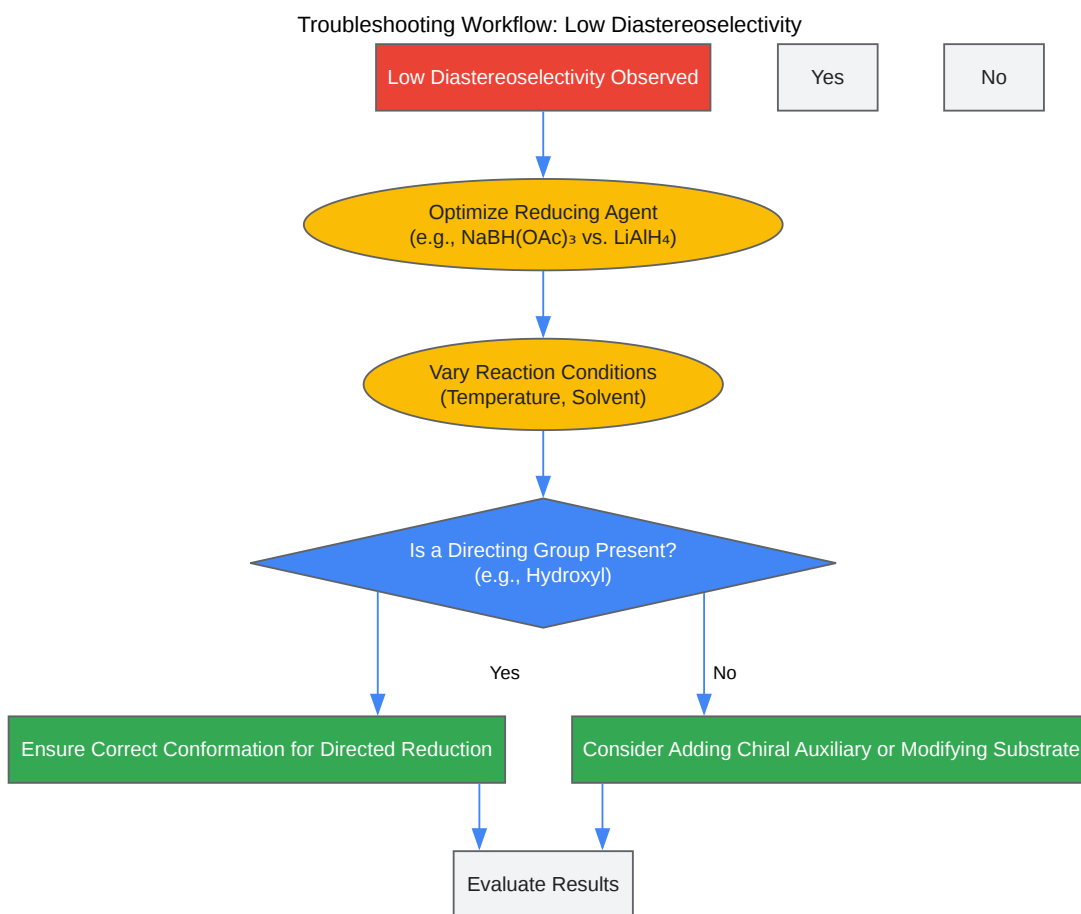 Troubleshooting Workflow: Low Diastereoselectivity
Low Diastereoselectivity Observed
Yes
No
Optimize Reducing Agent
(e.g., NaBH(OAc)₃ vs. LiAlH₄)
Vary Reaction Conditions
(Temperature, Solvent)
Is a Directing Group Present?
(e.g., Hydroxyl)
Yes
No
Ensure Correct Conformation for Directed Reduction
Consider Adding Chiral Auxiliary or Modifying Substrate
Evaluate Results